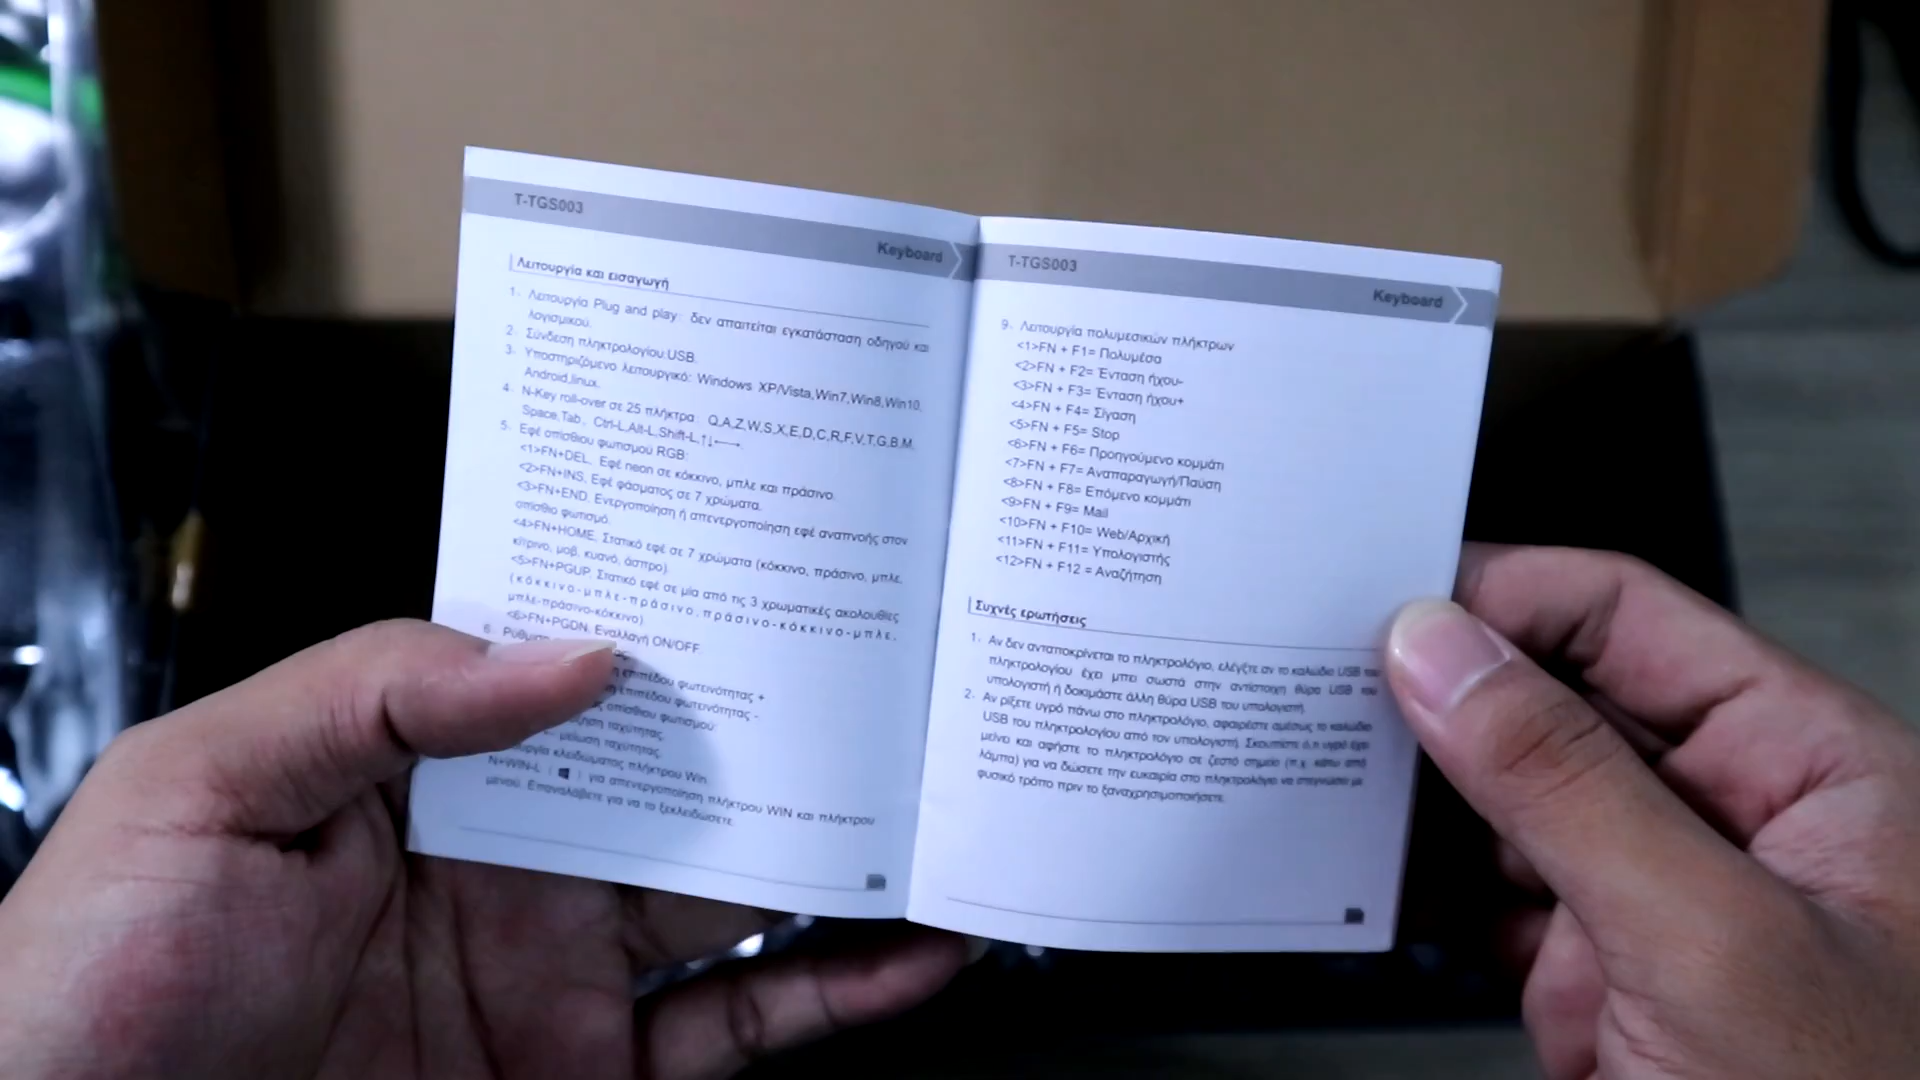 T-TGS003
Keyboard
Λειτουργία και εισαγωγή
1. Λειτουργία Plug and play: δεν απαιτείται εγκατάσταση οδηγού και
λογισμικού.
2. Σύνδεση πληκτρολογίου:USB.
3. Υποστηριζόμενο λειτουργικό: Windows XP/Vista,Win7,Win8,Win10,
Android,linux.
4. N-Key roll-over σε 25 πλήκτρα : Q,A,Z,W,S,X,E,D,C,R,F,V,T,G,B,M,
Space,Tab, Ctrl-L,Alt-L,Shift-L,↑↓←→.
5. Εφέ οπίσθιου φωτισμού RGB:
<1>FN+DEL, Εφέ neon σε κόκκινο, μπλε και πράσινο.
<2>FN+INS, Εφέ φάσματος σε 7 χρώματα.
<3>FN+END, Ενεργοποίηση ή απενεργοποίηση εφέ αναπνοής στον
οπίσθιο φωτισμό.
<4>FN+HOME, Στατικό εφέ σε 7 χρώματα (κόκκινο, πράσινο, μπλε,
κίτρινο, μοβ, κυανό, άσπρο).
<5>FN+PGUP, Στατικό εφέ σε μία από τις 3 χρωματικές ακολουθίες
(κόκκινο-μπλε-πράσινο, πράσινο-κόκκινο-μπλε,
μπλε-πράσινο-κόκκινο)
<6>FN+PGDN, Εναλλαγή ON/OFF.
6.
επιπέδου φωτεινότητας +
επιπέδου φωτεινότητας -
οπίσθιου φωτισμού:
ταχύτητας.
μείωση ταχύτητας.
κλειδώματος πλήκτρου Win.
N+WIN-L ( ) για απενεργοποίηση πλήκτρου WIN και πλήκτρου
μενού. Επαναλάβετε για να το ξεκλειδώσετε.
T-TGS003
Keyboard
9. Λειτουργία πολυμεσικών πλήκτρων
<1>FN + F1= Πολυμέσα
<2>FN + F2= Ένταση ήχου-
<3>FN + F3= Ένταση ήχου+
<4>FN + F4= Σίγαση
<5>FN + F5= Stop
<6>FN + F6= Προηγούμενο κομμάτι
<7>FN + F7= Αναπαραγωγή/Παύση
<8>FN + F8= Επόμενο κομμάτι
<9>FN + F9= Mail
<10>FN + F10= Web/Αρχική
<11>FN + F11= Υπολογιστής
<12>FN + F12 = Αναζήτηση
Συχνές ερωτήσεις
1. Αν δεν ανταποκρίνεται το πληκτρολόγιο, ελέγξτε αν το καλώδιο USB του
πληκτρολογίου έχει μπει σωστά στην αντίστοιχη θύρα USB του
υπολογιστή ή δοκιμάστε άλλη θύρα USB του υπολογιστή.
2. Αν ρίξετε υγρό πάνω στο πληκτρολόγιο, αφαιρέστε αμέσως το καλώδιο
USB του πληκτρολογίου από τον υπολογιστή. Σκουπίστε ό,τι υγρό έχει
μείνει και αφήστε το πληκτρολόγιο σε ζεστό σημείο (π.χ. κάτω από
λάμπα) για να δώσετε την ευκαιρία στο πληκτρολόγιο να στεγνώσει με
φυσικό τρόπο πριν το ξαναχρησιμοποιήσετε.